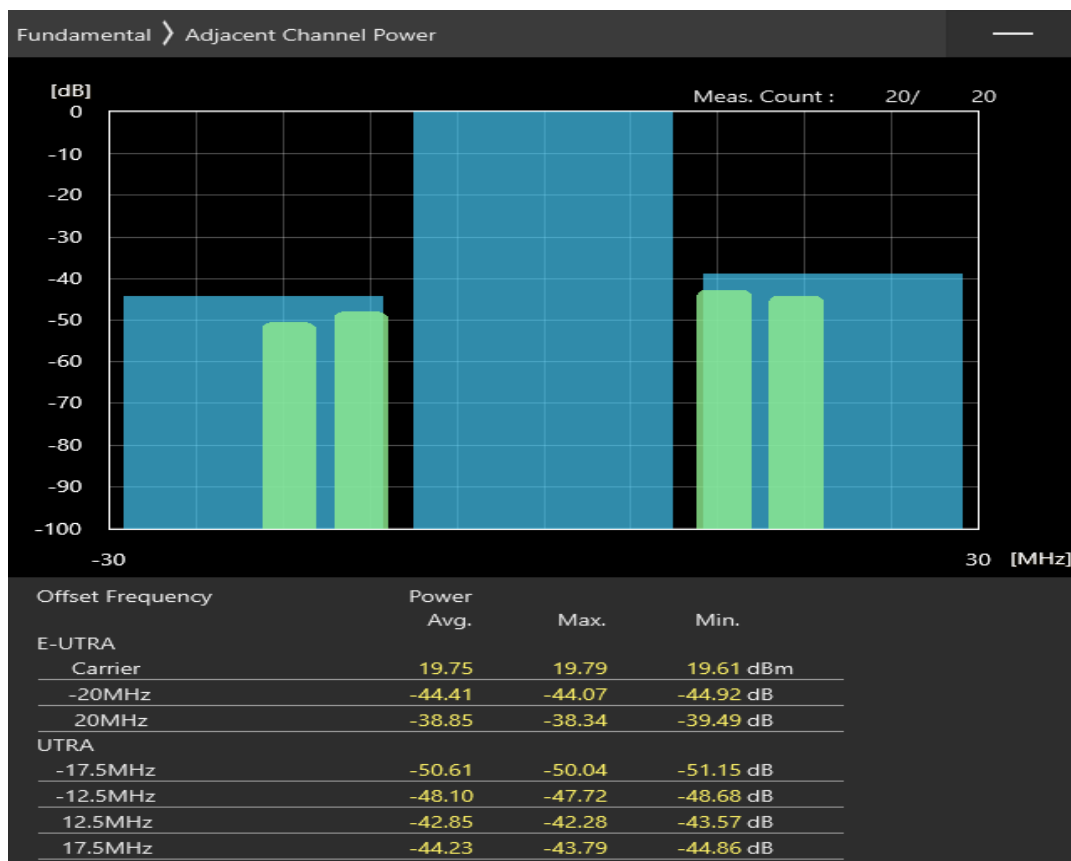 Fundamental ❯ Adjacent Channel Power
[dB]
Meas. Count : 20/ 20
0
-10
-20
-30
-40
-50
-60
-70
-80
-90
-100
-30 30 [MHz]
Offset Frequency Power
Avg. Max. Min.
E-UTRA
Carrier 19.75 19.79 19.61 dBm
-20MHz -44.41 -44.07 -44.92 dB
20MHz -38.85 -38.34 -39.49 dB
UTRA
-17.5MHz -50.61 -50.04 -51.15 dB
-12.5MHz -48.10 -47.72 -48.68 dB
12.5MHz -42.85 -42.28 -43.57 dB
17.5MHz -44.23 -43.79 -44.86 dB